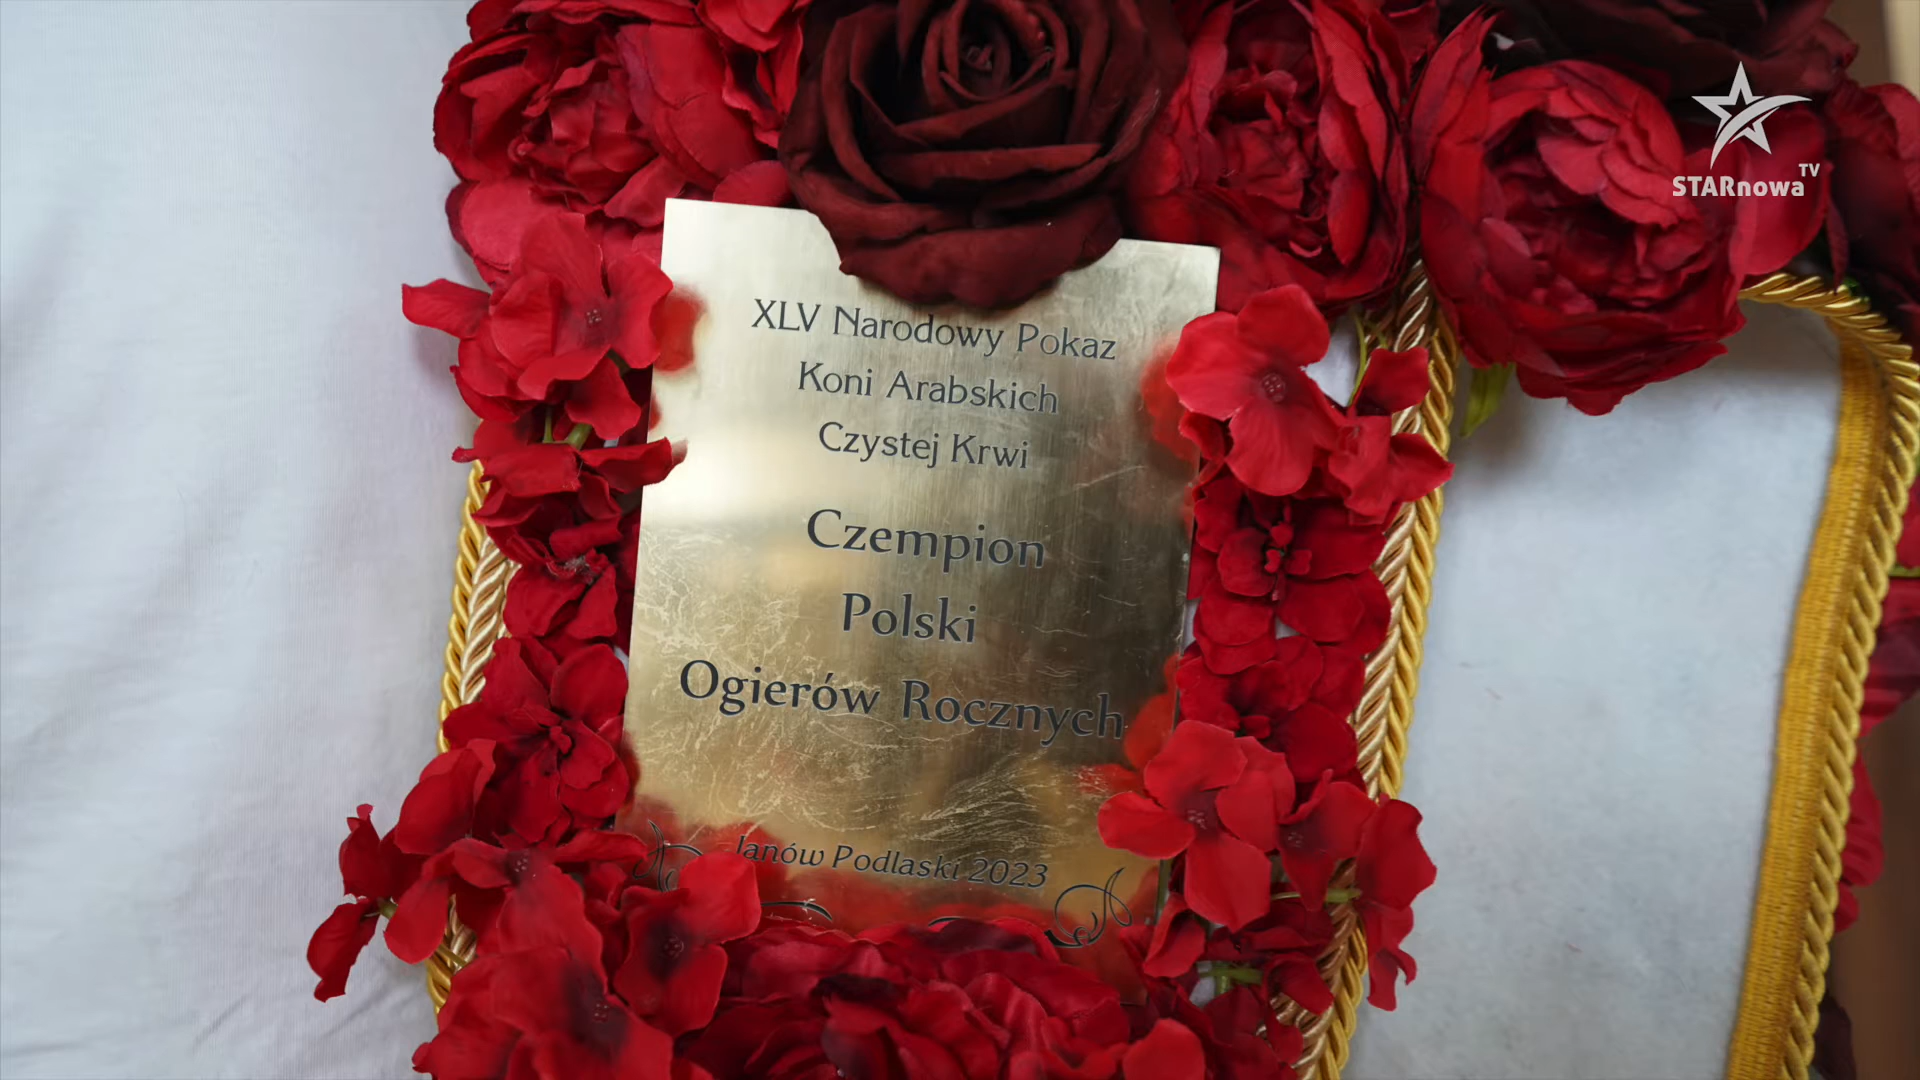 TV
STARnowa
XLV Narodowy Pokaz
Koni Arabskich
Czystej Krwi
Czempion
Polski
Ogierów Rocznych
Janów Podlaski 2023